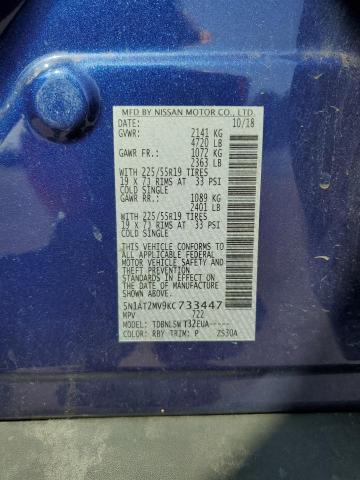 MFD BY NISSAN MOTOR CO., LTD.
DATE: 10/18
GVWR: 2141 KG
4720 LB
GAWR FR.: 1072 KG
2363 LB
WITH 225/55R19 TIRES
19 X 7J RIMS AT 33 PSI
COLD SINGLE
GAWR RR.: 1089 KG
2401 LB
WITH 225/55R19 TIRES
19 X 7J RIMS AT 33 PSI
COLD SINGLE
THIS VEHICLE CONFORMS TO
ALL APPLICABLE FEDERAL
MOTOR VEHICLE SAFETY AND
THEFT PREVENTION
STANDARDS IN EFFECT ON
THE DATE OF MANUFACTURE
SHOWN ABOVE.
5N1AT2MV9KC733447
MPV 722
MODEL: TDBNLSW T32EUA-----
COLOR: RBY TRIM: P ZS30A